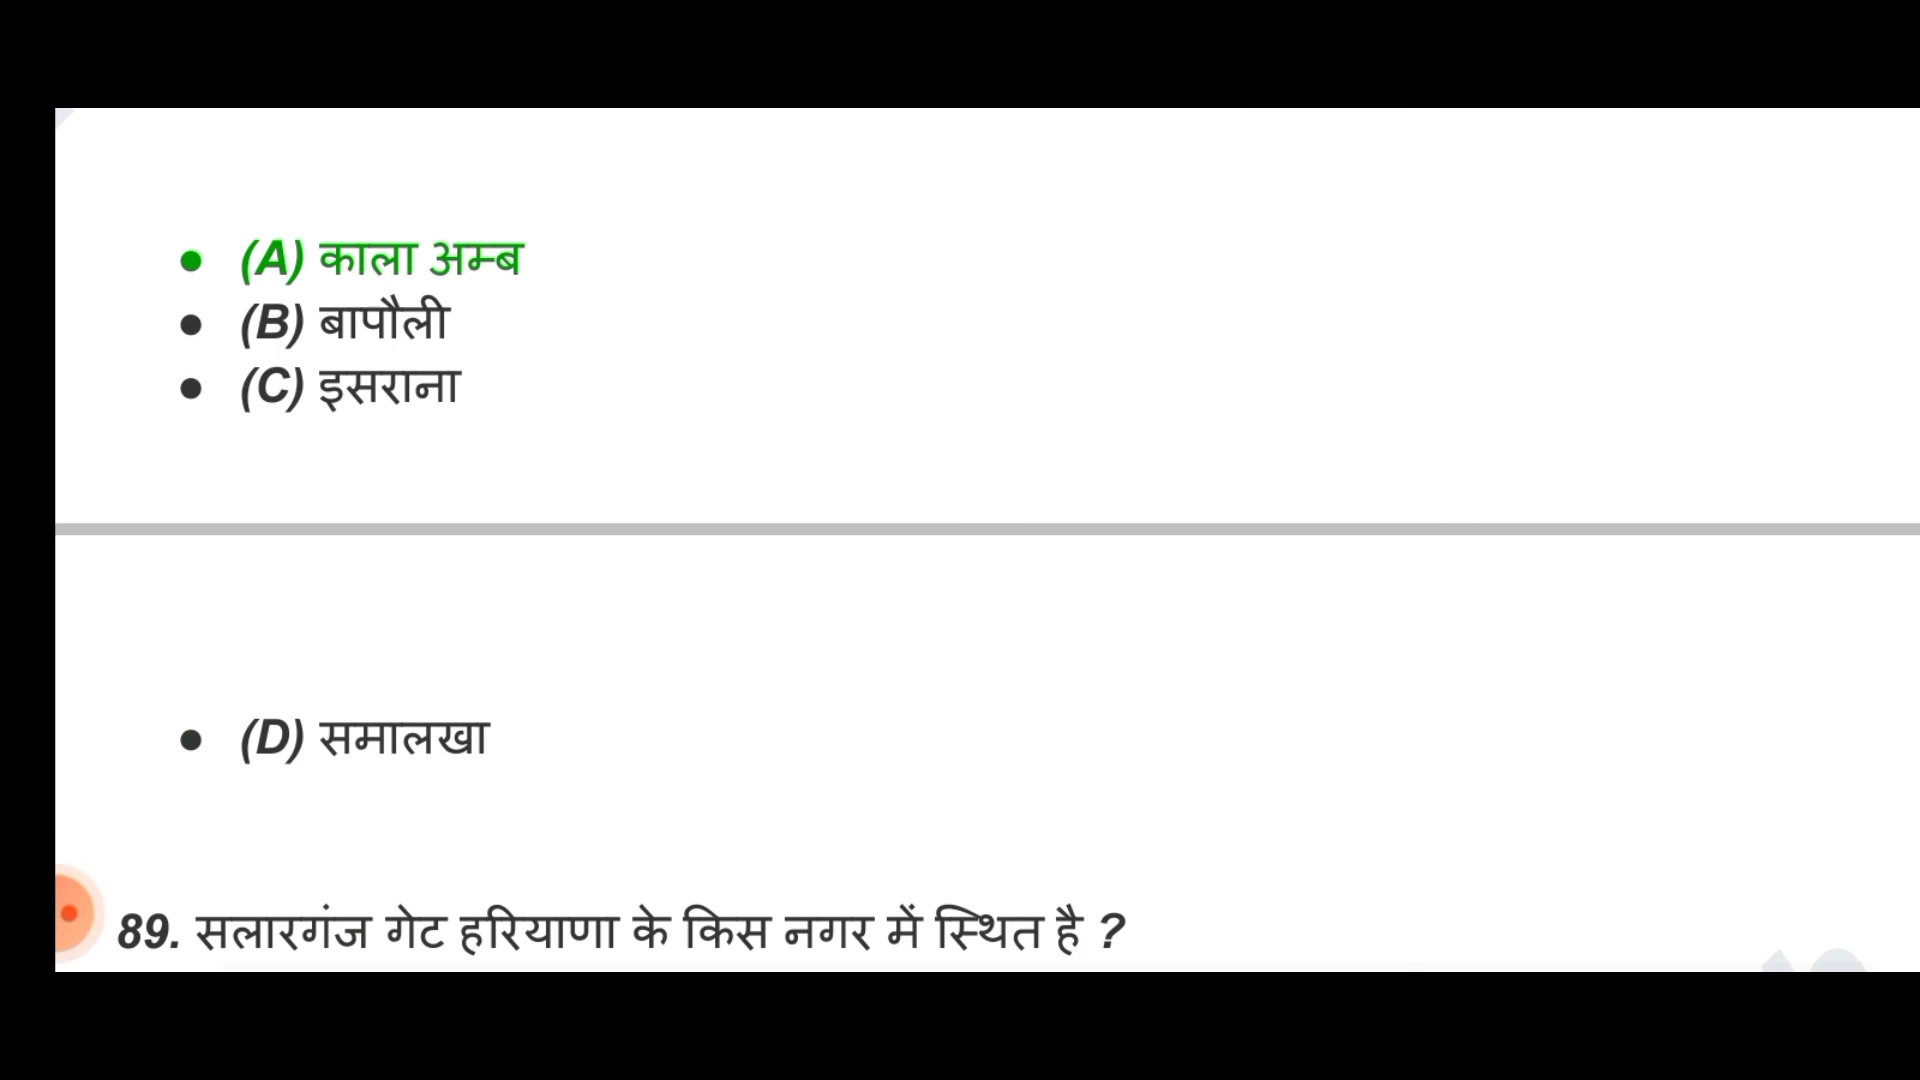 (A) काला अम्ब
(B) बापौली
(C) इसराना
(D) समालखा
89. सलारगंज गेट हरियाणा के किस नगर में स्थित है ?